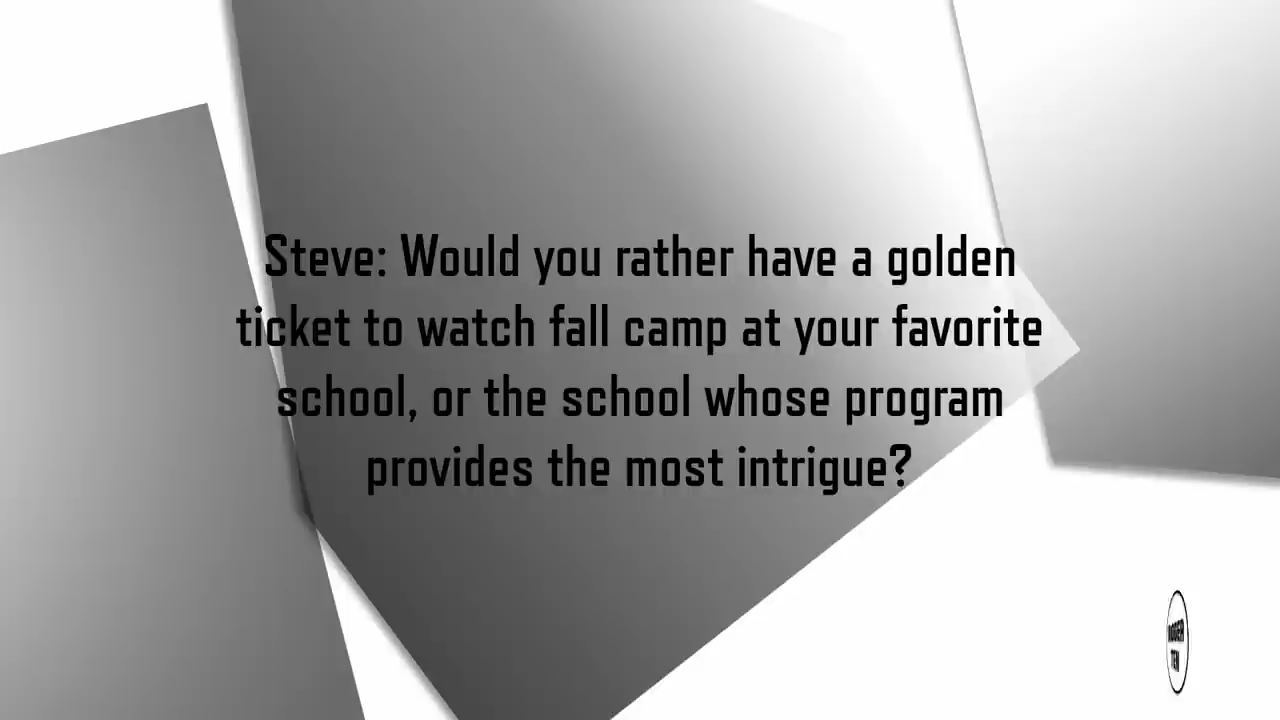 Steve: Would you rather have a golden
ticket to watch fall camp at your favorite
school, or the school whose program
provides the most intrigue?
TEN